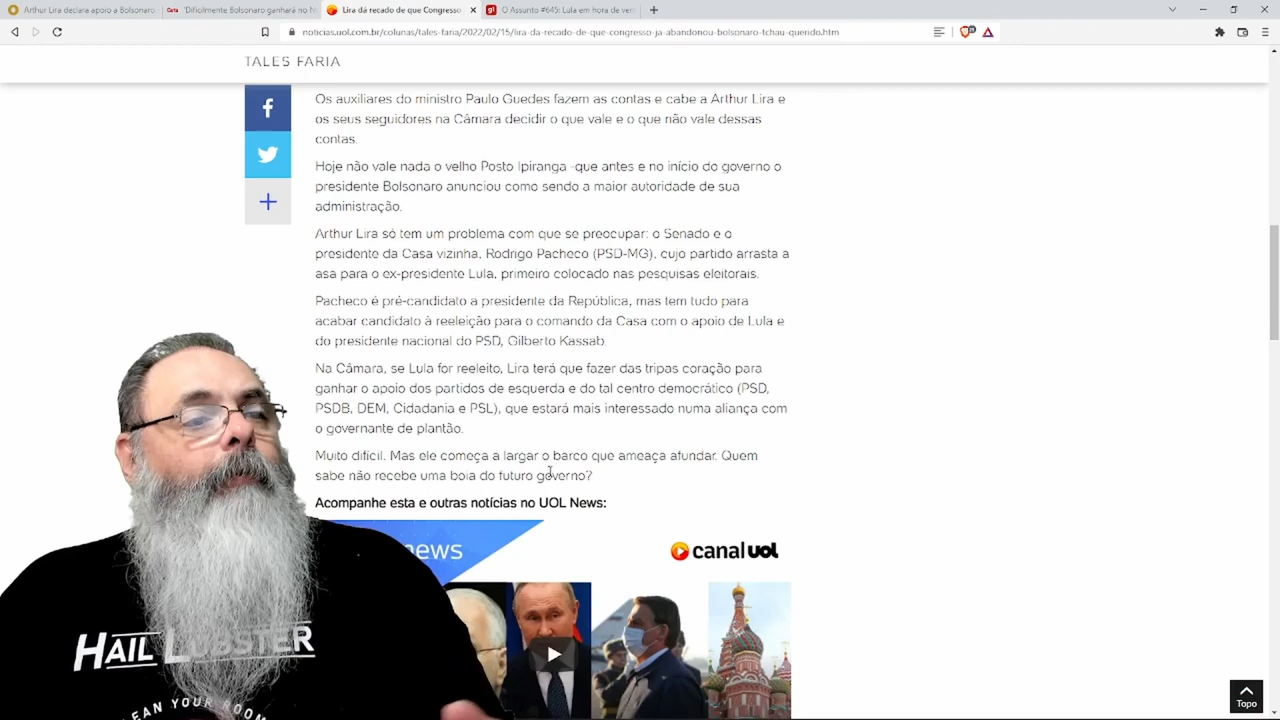 Arthur Lira declara apoio a Bolsonaro
'Dificilmente Bolsonaro ganhará no N
Lira dá recado de que Congresso
O Assunto #645: Lula em hora de ver
noticias.uol.com.br/colunas/tales-faria/2022/02/15/lira-da-recado-de-que-congresso-ja-abandonou-bolsonaro-tchau-querido.htm
TALES FARIA
Os auxiliares do ministro Paulo Guedes fazem as contas e cabe a Arthur Lira e
os seus seguidores na Câmara decidir o que vale e o que não vale dessas
contas.
Hoje não vale nada o velho Posto Ipiranga -que antes e no início do governo o
presidente Bolsonaro anunciou como sendo a maior autoridade de sua
administração.
Arthur Lira só tem um problema com que se preocupar: o Senado e o
presidente da Casa vizinha, Rodrigo Pacheco (PSD-MG), cujo partido arrasta a
asa para o ex-presidente Lula, primeiro colocado nas pesquisas eleitorais.
Pacheco é pré-candidato a presidente da República, mas tem tudo para
acabar candidato à reeleição para o comando da Casa com o apoio de Lula e
do presidente nacional do PSD, Gilberto Kassab.
Na Câmara, se Lula for reeleito, Lira terá que fazer das tripas coração para
ganhar o apoio dos partidos de esquerda e do tal centro democrático (PSD,
PSDB, DEM, Cidadania e PSL), que estará mais interessado numa aliança com
o governante de plantão.
Muito difícil. Mas ele começa a largar o barco que ameaça afundar. Quem
sabe não recebe uma boia do futuro governo?
Acompanhe esta e outras notícias no UOL News:
news
canal uol
HAIL LOBSTER
CLEAN YOUR ROOM
Topo